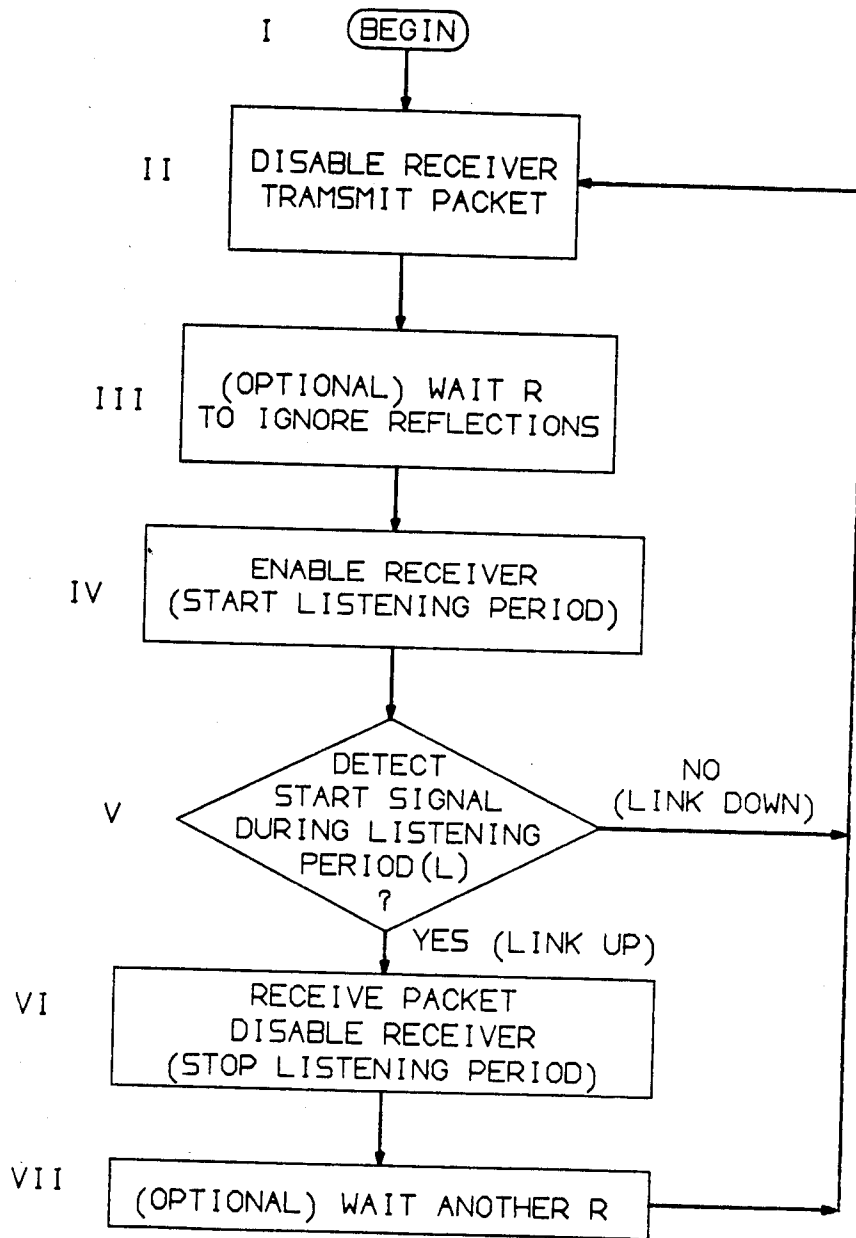 I
BEGIN
II
DISABLE RECEIVER
TRAMSMIT PACKET
III
(OPTIONAL) WAIT R
TO IGNORE REFLECTIONS
IV
ENABLE RECEIVER
(START LISTENING PERIOD)
V
DETECT
START SIGNAL
DURING LISTENING
PERIOD(L)
?
NO
(LINK DOWN)
YES (LINK UP)
VI
RECEIVE PACKET
DISABLE RECEIVER
(STOP LISTENING PERIOD)
VII
(OPTIONAL) WAIT ANOTHER R